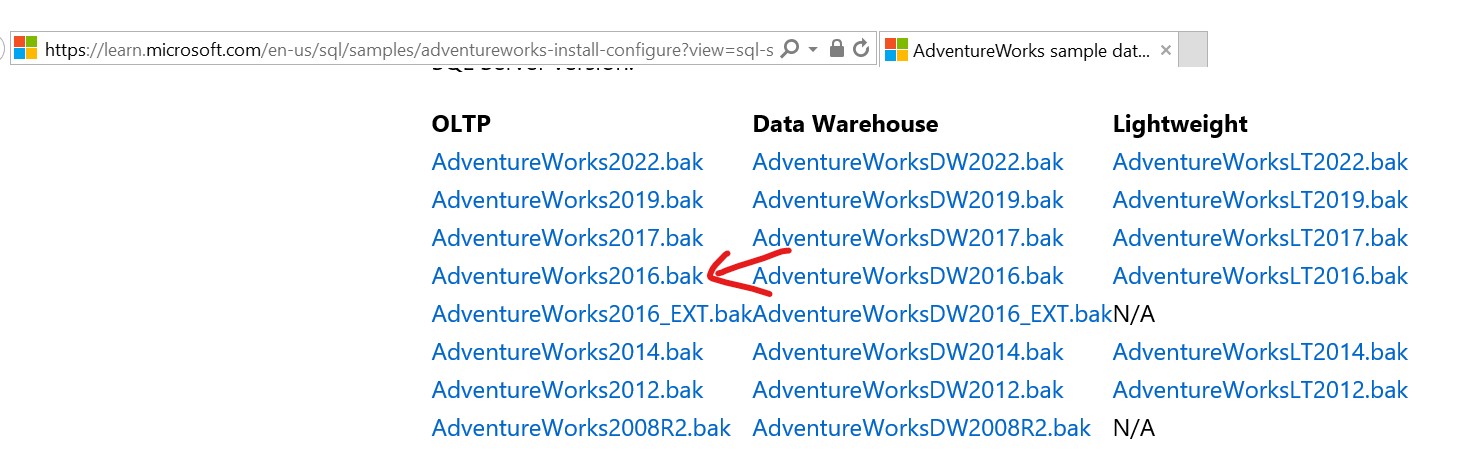 https://learn.microsoft.com/en-us/sql/samples/adventureworks-install-configure?view=sql-s
AdventureWorks sample dat...
SQL Server version.
OLTP Data Warehouse Lightweight
AdventureWorks2022.bak AdventureWorksDW2022.bak AdventureWorksLT2022.bak
AdventureWorks2019.bak AdventureWorksDW2019.bak AdventureWorksLT2019.bak
AdventureWorks2017.bak AdventureWorksDW2017.bak AdventureWorksLT2017.bak
AdventureWorks2016.bak AdventureWorksDW2016.bak AdventureWorksLT2016.bak
AdventureWorks2016_EXT.bak AdventureWorksDW2016_EXT.bak N/A
AdventureWorks2014.bak AdventureWorksDW2014.bak AdventureWorksLT2014.bak
AdventureWorks2012.bak AdventureWorksDW2012.bak AdventureWorksLT2012.bak
AdventureWorks2008R2.bak AdventureWorksDW2008R2.bak N/A